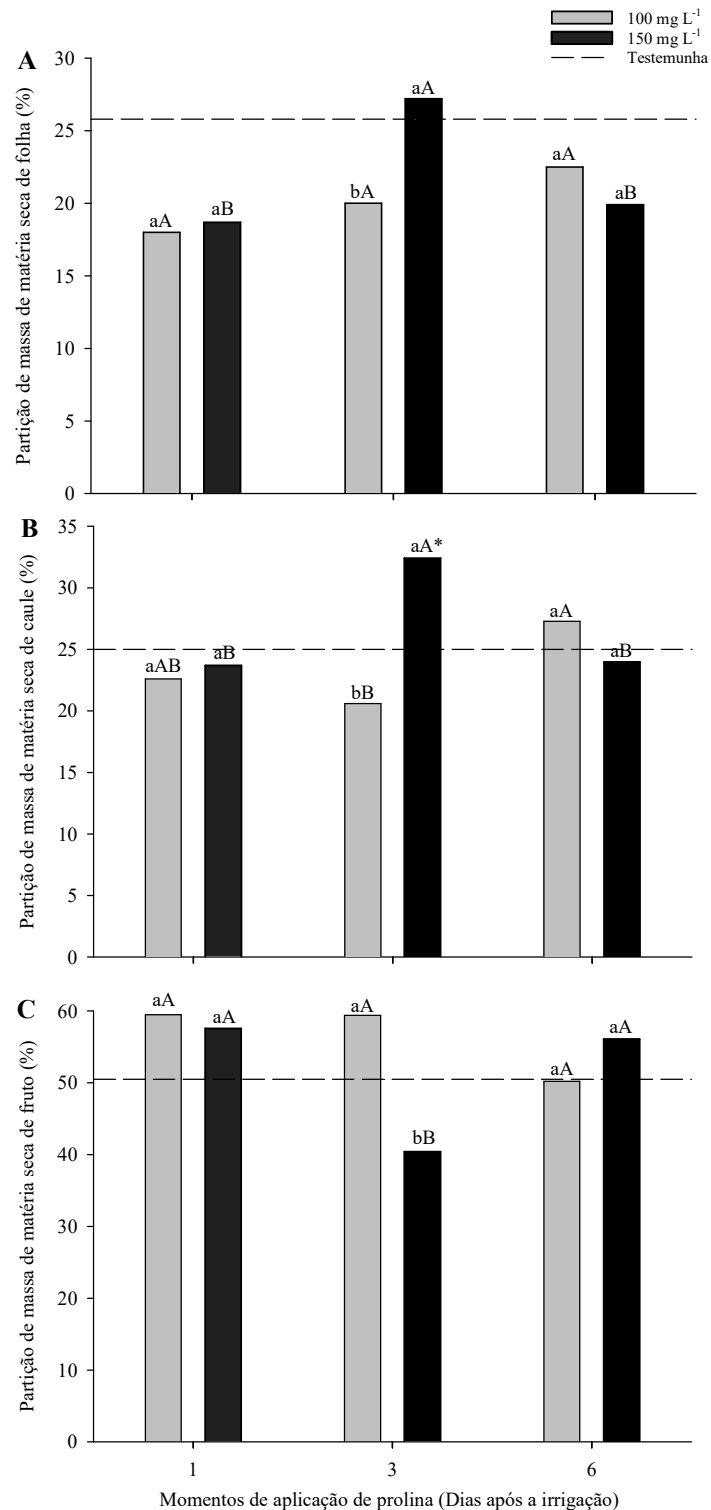 100 mg L⁻¹
150 mg L⁻¹
Testemunha
A
Partição de massa de matéria seca de folha (%)
30
25
20
15
10
5
0
aA
aB
bA
aA
aA
aB
B
Partição de massa de matéria seca de caule (%)
35
30
25
20
15
10
5
0
aAB
aB
bB
aA*
aA
aB
C
Partição de massa de matéria seca de fruto (%)
60
50
40
30
20
10
0
aA
aA
aA
bB
aA
aA
1 3 6
Momentos de aplicação de prolina (Dias após a irrigação)